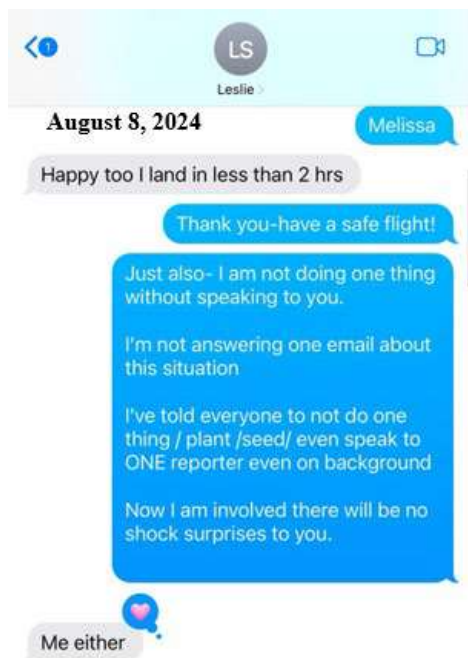 1
LS
Leslie
August 8, 2024
Melissa
Happy too I land in less than 2 hrs
Thank you-have a safe flight!
Just also- I am not doing one thing
without speaking to you.
I'm not answering one email about
this situation
I've told everyone to not do one
thing / plant /seed/ even speak to
ONE reporter even on background
Now I am involved there will be no
shock surprises to you.
Me either